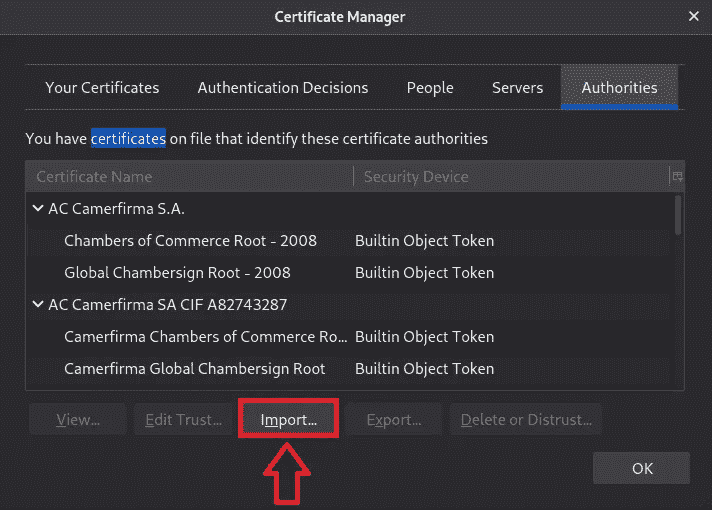 Certificate Manager
Your Certificates Authentication Decisions People Servers Authorities
You have certificates on file that identify these certificate authorities
Certificate Name Security Device
AC Camerfirma S.A.
Chambers of Commerce Root - 2008 Builtin Object Token
Global Chambersign Root - 2008 Builtin Object Token
AC Camerfirma SA CIF A82743287
Camerfirma Chambers of Commerce Ro... Builtin Object Token
Camerfirma Global Chambersign Root Builtin Object Token
View... Edit Trust... Import... Export... Delete or Distrust...
OK